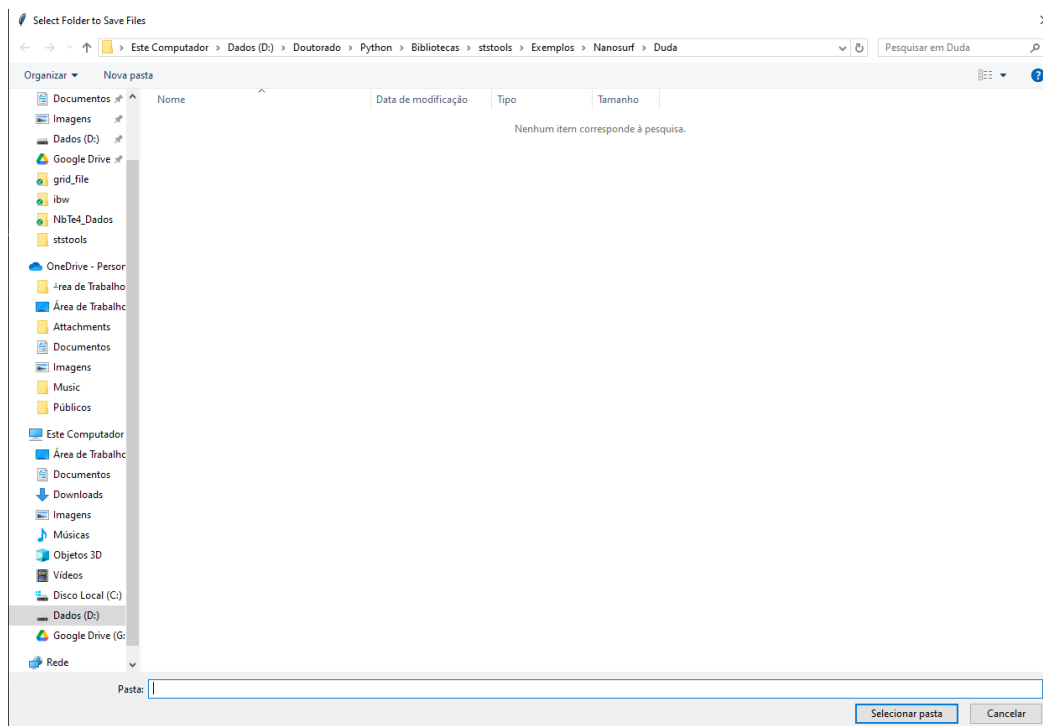 Select Folder to Save Files
Este Computador > Dados (D:) > Doutorado > Python > Bibliotecas > ststools > Exemplos > Nanosurf > Duda
Pesquisar em Duda
Organizar Nova pasta
Nome Data de modificação Tipo Tamanho
Nenhum item corresponde à pesquisa.
Documentos
Imagens
Dados (D:)
Google Drive
grid_file
ibw
NbTe4_Dados
ststools
OneDrive - Person
┴rea de Trabalho
Área de Trabalho
Attachments
Documentos
Imagens
Music
Públicos
Este Computador
Área de Trabalho
Documentos
Downloads
Imagens
Músicas
Objetos 3D
Vídeos
Disco Local (C:)
Dados (D:)
Google Drive (G:
Rede
Pasta:
Selecionar pasta Cancelar